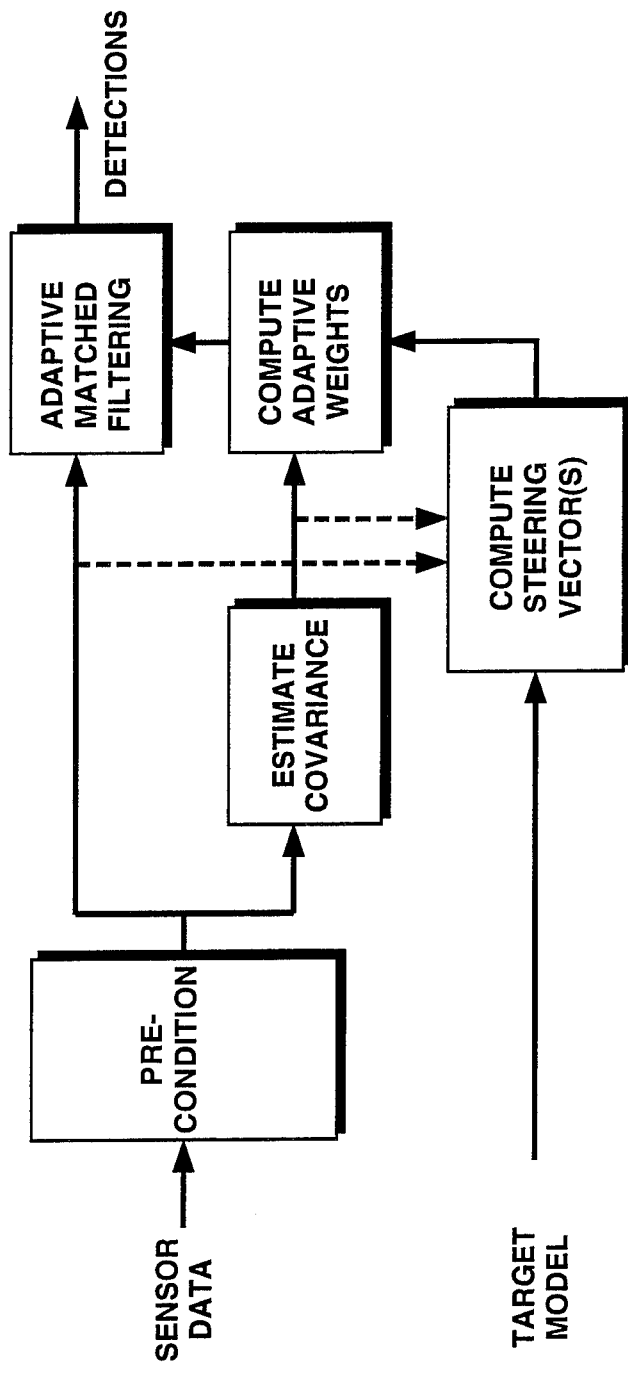 SENSOR
DATA
PRE-
CONDITION
ESTIMATE
COVARIANCE
ADAPTIVE
MATCHED
FILTERING
DETECTIONS
COMPUTE
ADAPTIVE
WEIGHTS
TARGET
MODEL
COMPUTE
STEERING
VECTOR(S)